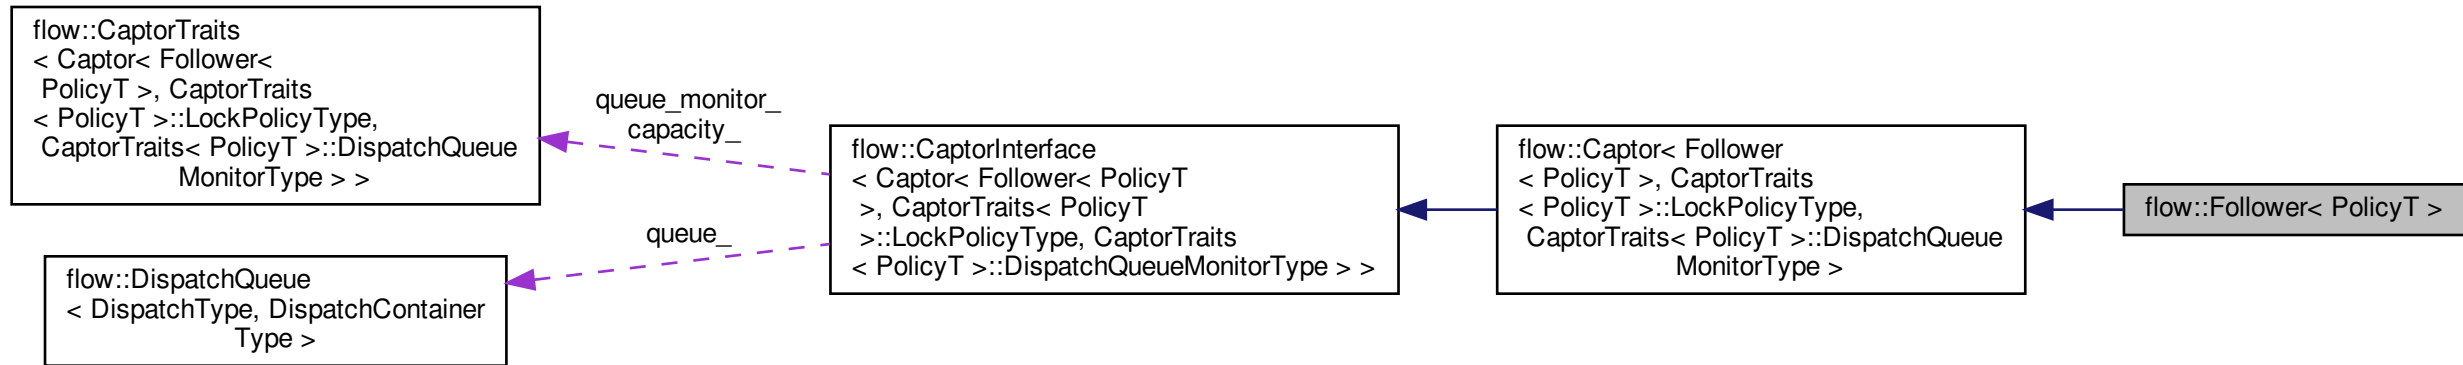 flow::CaptorTraits
< Captor< Follower<
PolicyT >, CaptorTraits
< PolicyT >::LockPolicyType,
CaptorTraits< PolicyT >::DispatchQueue
MonitorType > >
queue_monitor_
capacity_
flow::DispatchQueue
< DispatchType, DispatchContainer
Type >
queue_
flow::CaptorInterface
< Captor< Follower< PolicyT
>, CaptorTraits< PolicyT
>::LockPolicyType, CaptorTraits
< PolicyT >::DispatchQueueMonitorType > >
flow::Captor< Follower
< PolicyT >, CaptorTraits
< PolicyT >::LockPolicyType,
CaptorTraits< PolicyT >::DispatchQueue
MonitorType >
flow::Follower< PolicyT >